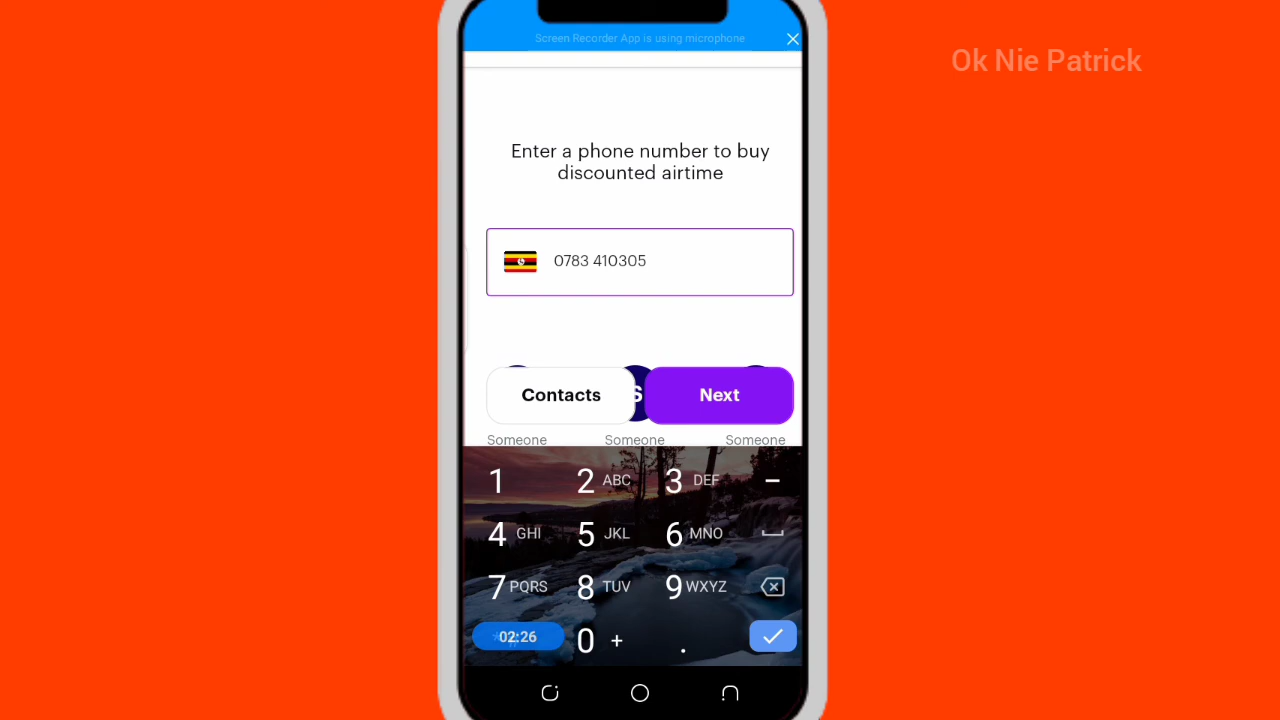 Screen Recorder App is using microphone
Ok Nie Patrick
Enter a phone number to buy
discounted airtime
0783 410305
Contacts
S
Next
Someone
Someone
Someone
1
2 ABC
3 DEF
-
4 GHI
5 JKL
6 MNO
7 PQRS
8 TUV
9 WXYZ
02:26
0 +
.